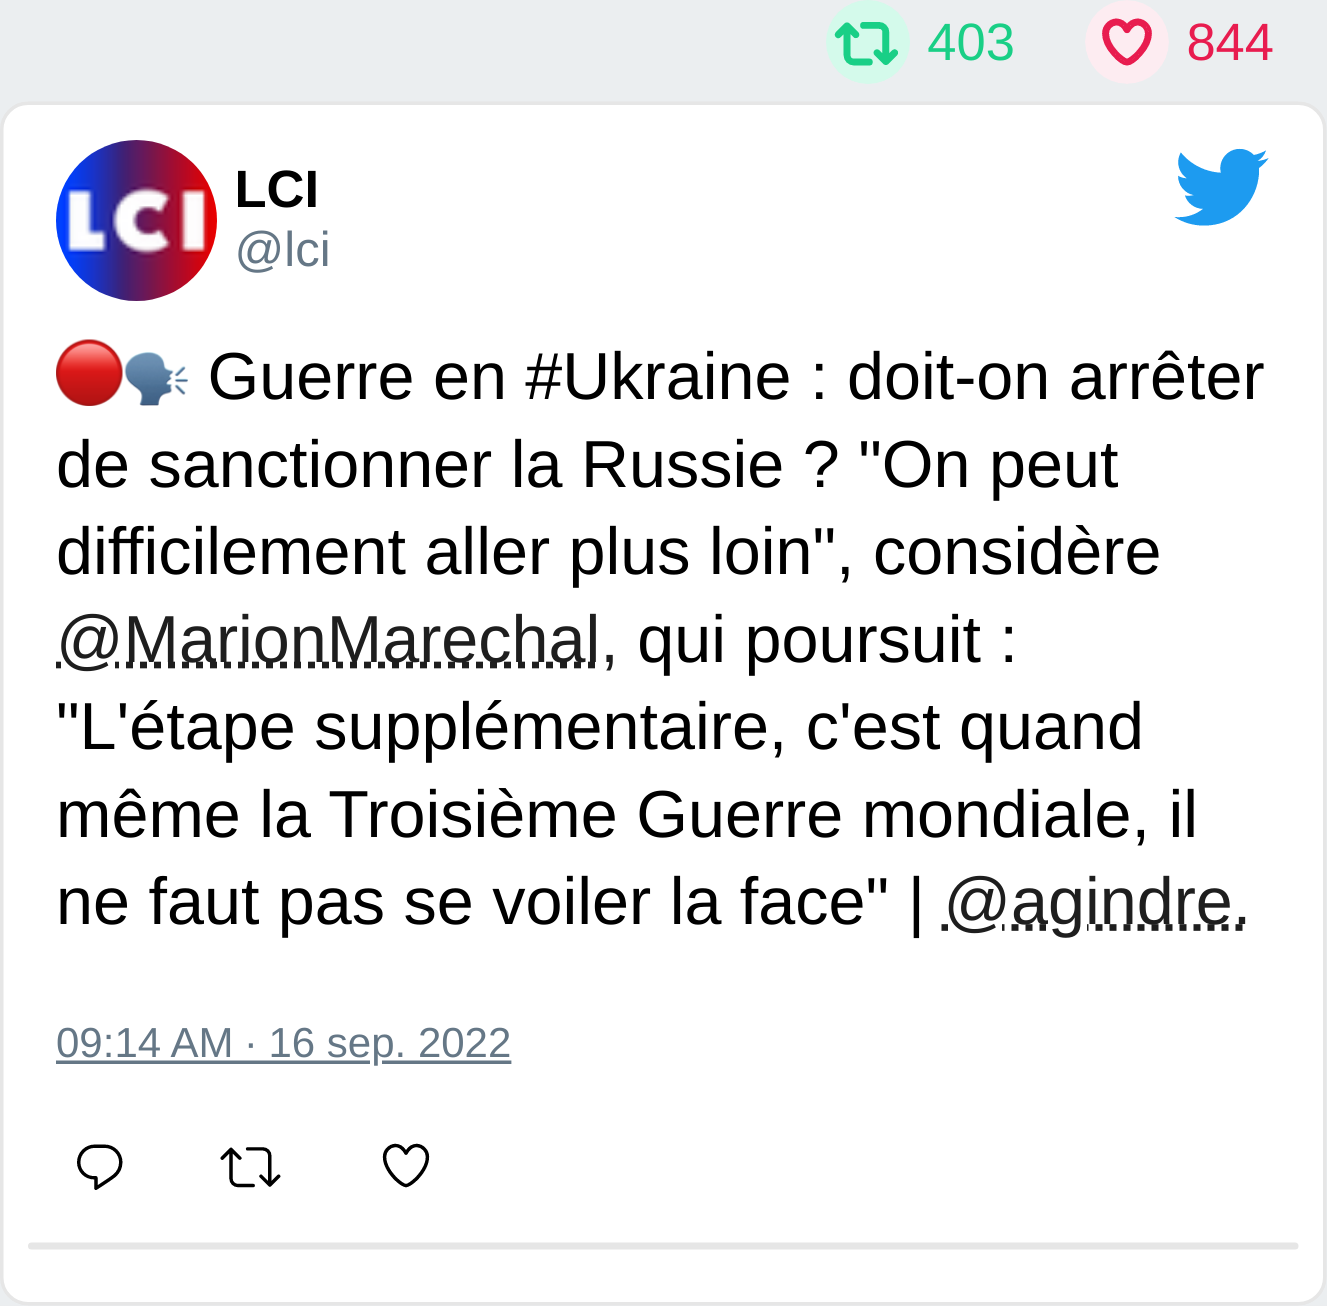 403 844
LCI
LCI
@lci
🔴🗣️ Guerre en #Ukraine : doit-on arrêter
de sanctionner la Russie ? "On peut
difficilement aller plus loin", considère
@MarionMarechal, qui poursuit :
"L'étape supplémentaire, c'est quand
même la Troisième Guerre mondiale, il
ne faut pas se voiler la face" | @agindre.
09:14 AM · 16 sep. 2022